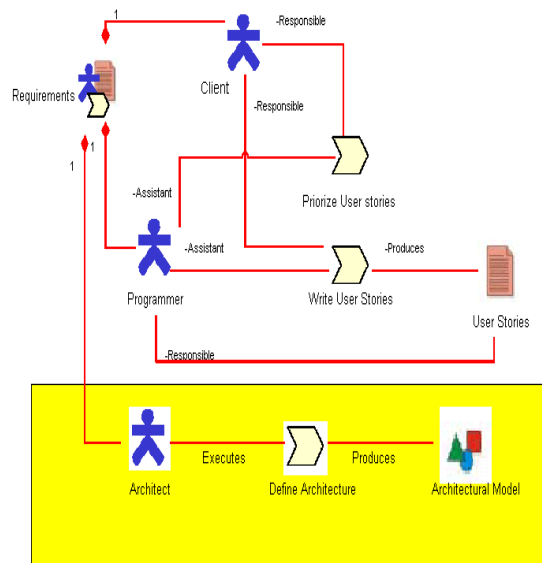 1
-Responsible
Requirements
Client
-Responsible
1
1
-Assistant
Priorize User stories
-Assistant
-Produces
Programmer
Write User Stories
User Stories
-Responsible
Executes
Produces
Architect
Define Architecture
Architectural Model